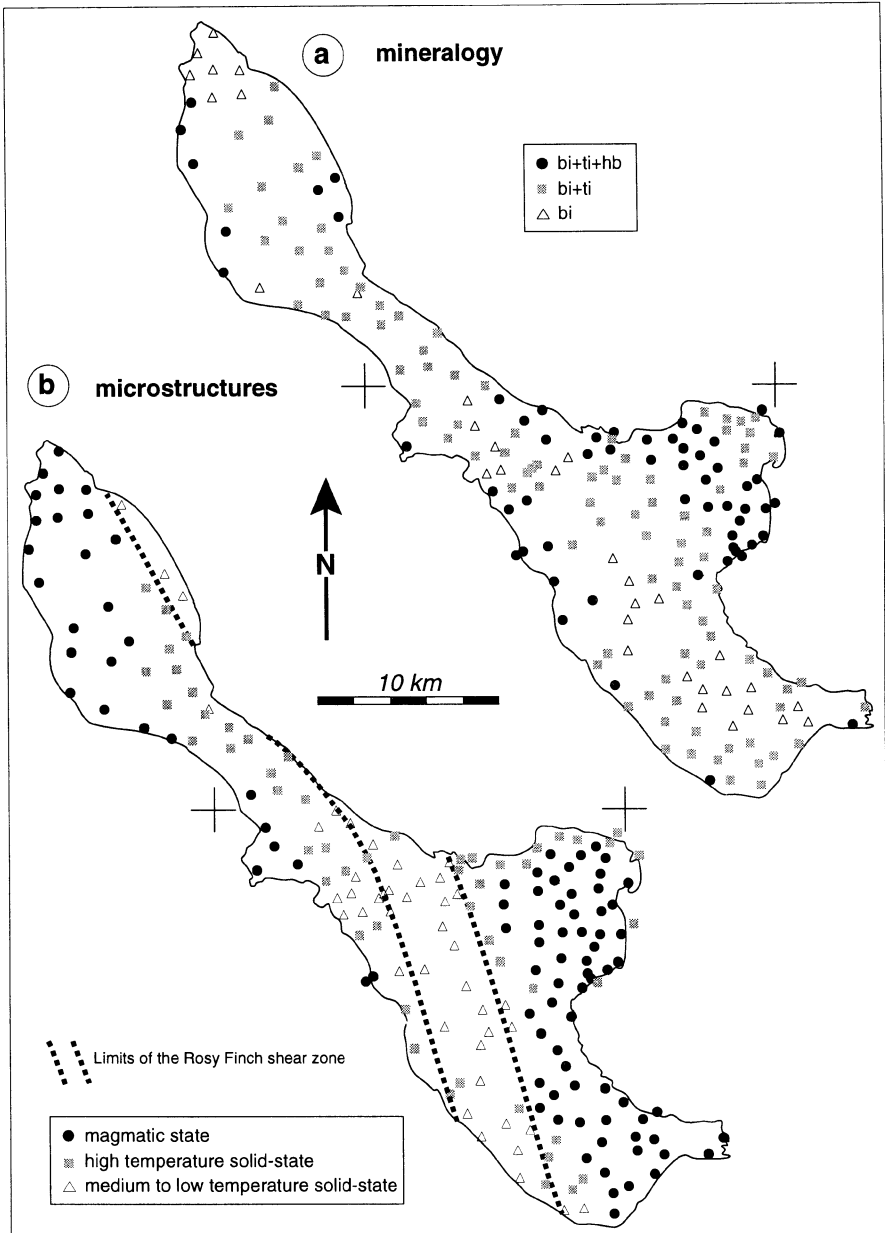 a mineralogy
bi+ti+hb
bi+ti
bi
b microstructures
N
10 km
Limits of the Rosy Finch shear zone
magmatic state
high temperature solid-state
medium to low temperature solid-state